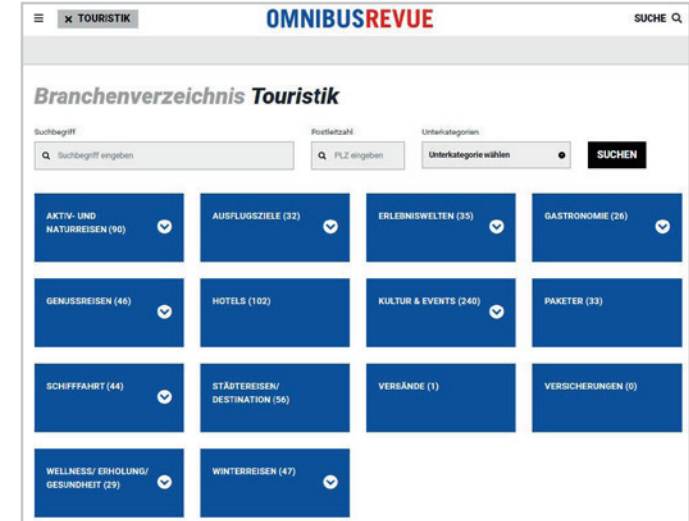 × TOURISTIK
OMNIBUSREVUE
SUCHE
Branchenverzeichnis Touristik
Suchbegriff
Postleitzahl
Unterkategorien
Suchbegriff eingeben
PLZ eingeben
Unterkategorie wählen
SUCHEN
AKTIV- UND
NATURREISEN (90)
AUSFLUGSZIELE (32)
ERLEBNISWELTEN (35)
GASTRONOMIE (26)
GENUSSREISEN (46)
HOTELS (102)
KULTUR & EVENTS (240)
PAKETER (33)
SCHIFFFAHRT (44)
STÄDTEREISEN/
DESTINATION (56)
VERBÄNDE (1)
VERSICHERUNGEN (0)
WELLNESS/ ERHOLUNG/
GESUNDHEIT (29)
WINTERREISEN (47)